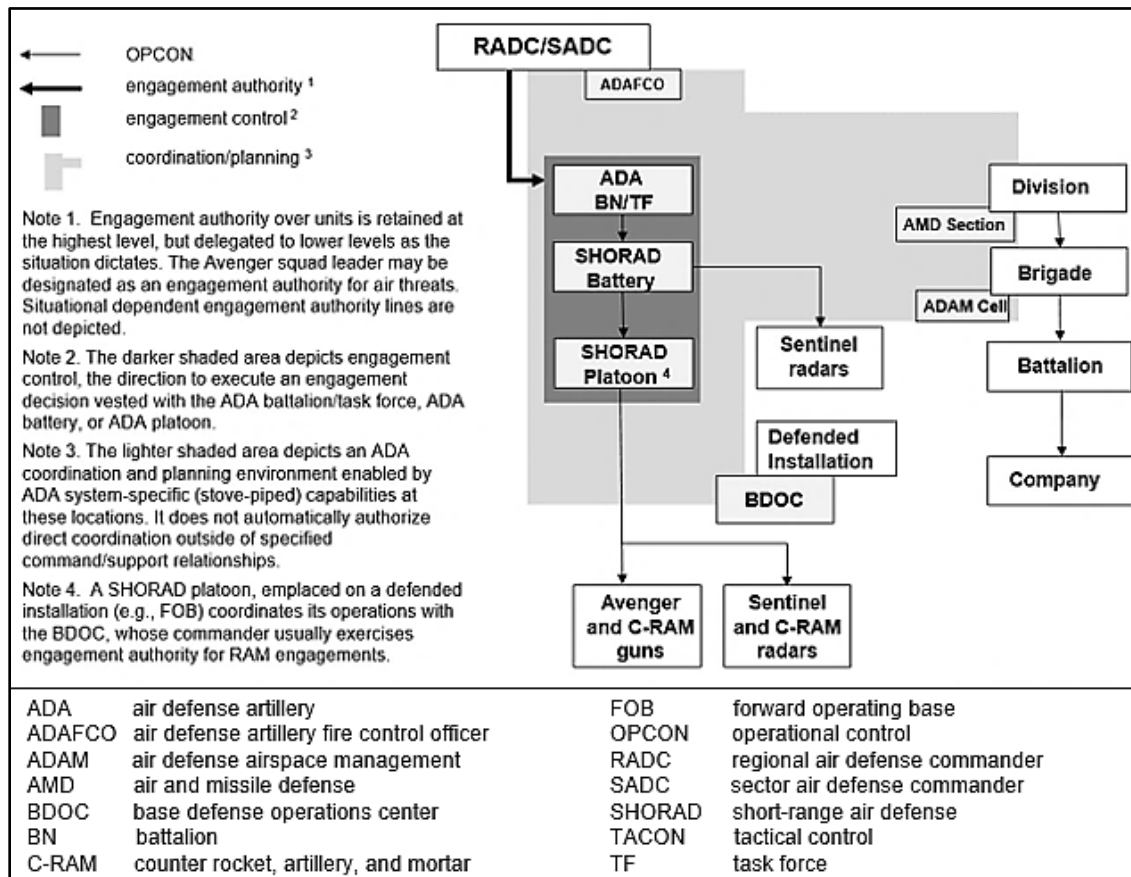 OPCON
engagement authority 1
engagement control 2
coordination/planning 3
Note 1. Engagement authority over units is retained at
the highest level, but delegated to lower levels as the
situation dictates. The Avenger squad leader may be
designated as an engagement authority for air threats.
Situational dependent engagement authority lines are
not depicted.
Note 2. The darker shaded area depicts engagement
control, the direction to execute an engagement
decision vested with the ADA battalion/task force, ADA
battery, or ADA platoon.
Note 3. The lighter shaded area depicts an ADA
coordination and planning environment enabled by
ADA system-specific (stove-piped) capabilities at
these locations. It does not automatically authorize
direct coordination outside of specified
command/support relationships.
Note 4. A SHORAD platoon, emplaced on a defended
installation (e.g., FOB) coordinates its operations with
the BDOC, whose commander usually exercises
engagement authority for RAM engagements.
RADC/SADC
ADAFCO
ADA
BN/TF
SHORAD
Battery
SHORAD
Platoon 4
Sentinel
radars
Defended
Installation
BDOC
Avenger
and C-RAM
guns
Sentinel
and C-RAM
radars
Division
AMD Section
Brigade
ADAM Cell
Battalion
Company
ADA air defense artillery
ADAFCO air defense artillery fire control officer
ADAM air defense airspace management
AMD air and missile defense
BDOC base defense operations center
BN battalion
C-RAM counter rocket, artillery, and mortar
FOB forward operating base
OPCON operational control
RADC regional air defense commander
SADC sector air defense commander
SHORAD short-range air defense
TACON tactical control
TF task force